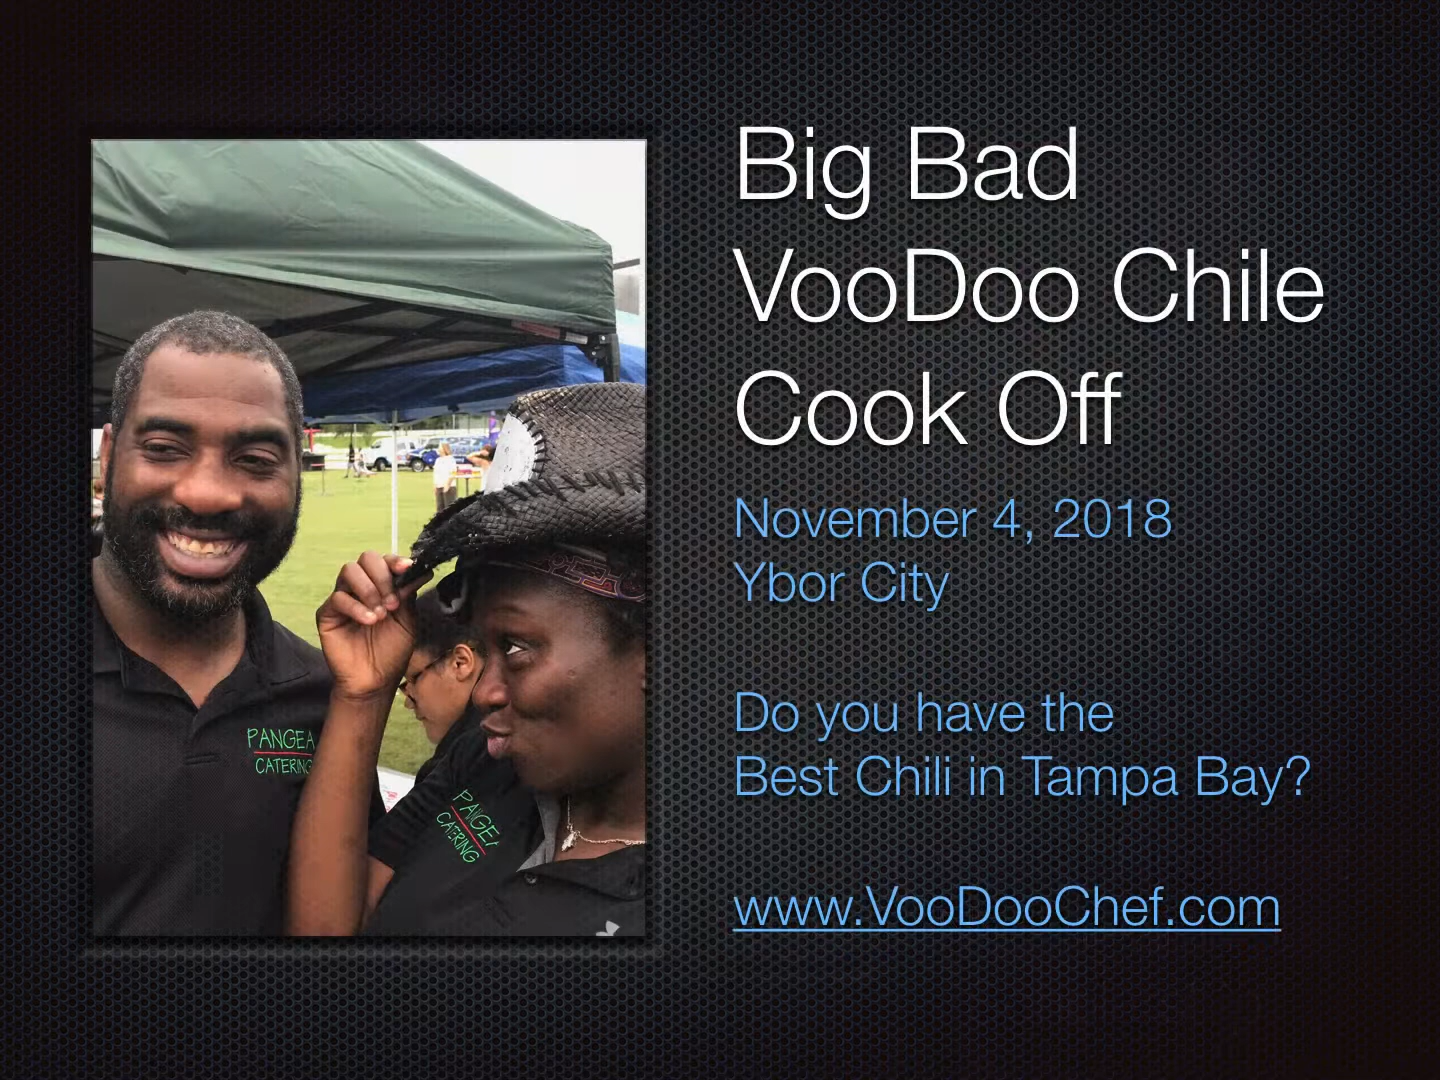 Big Bad
VooDoo Chile
Cook Off
November 4, 2018
Ybor City
Do you have the
Best Chili in Tampa Bay?
www.VooDooChef.com
PANGEA
CATERING
PANGEA
CATERING